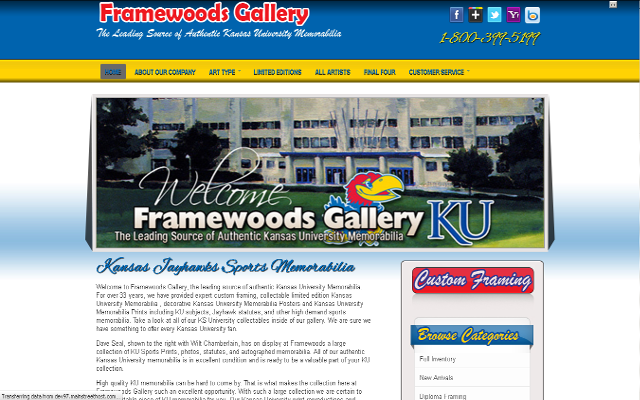 Framewoods Gallery
The Leading Source of Authentic Kansas University Memorabilia
1-800-399-5199
HOME ABOUT OUR COMPANY ART TYPE LIMITED EDITIONS ALL ARTISTS FINAL FOUR CUSTOMER SERVICE
Welcome
Framewoods Gallery KU
The Leading Source of Authentic Kansas University Memorabilia
Kansas Jayhawks Sports Memorabilia
Welcome to Framewoods Gallery, the leading source of authentic Kansas University Memorabilia.
For over 33 years, we have provided expert custom framing, collectable limited edition Kansas
University Memorabilia , decorative Kansas University Memorabilia Posters and Kansas University
Memorabilia Prints including KU subjects, Jayhawk statues, and other high demand sports
memorabilia. Take a look at all of our KS University collectables inside of our gallery. We are sure we
have something to offer every Kansas University fan.
Dave Seal, shown to the right with Wilt Chamberlain, has on display at Framewoods a large
collection of KU Sports Prints, photos, statues, and autographed memorabilia. All of our authentic
Kansas University memorabilia is in excellent condition and is ready to be a valuable part of your KU
collection.
High quality KU memorabilia can be hard to come by. That is what makes the collection here at
Framewoods Gallery such an excellent opportunity. With such a large collection we are certain to
Custom Framing
Browse Categories
Full Inventory
New Arrivals
Diploma Framing
Transferring data from dev97.mainstreethost.com...